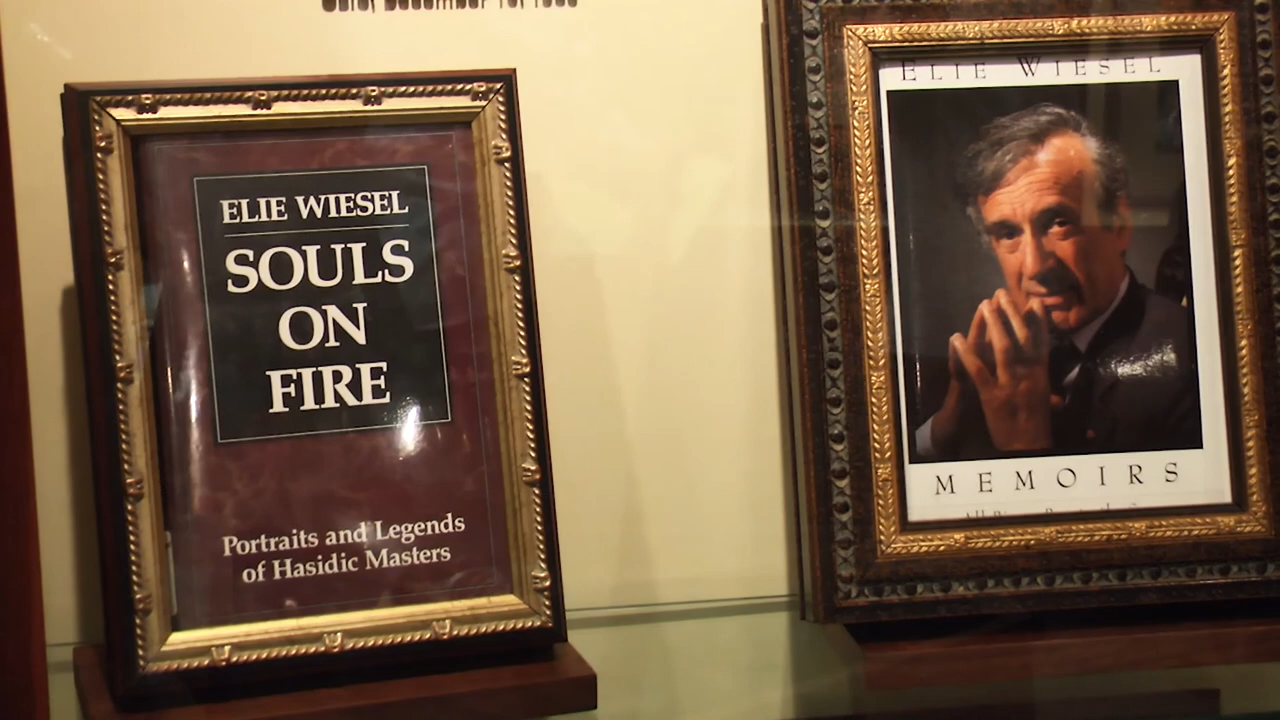 ELIE WIESEL
SOULS
ON
FIRE
Portraits and Legends
of Hasidic Masters
ELIE WIESEL
MEMOIRS